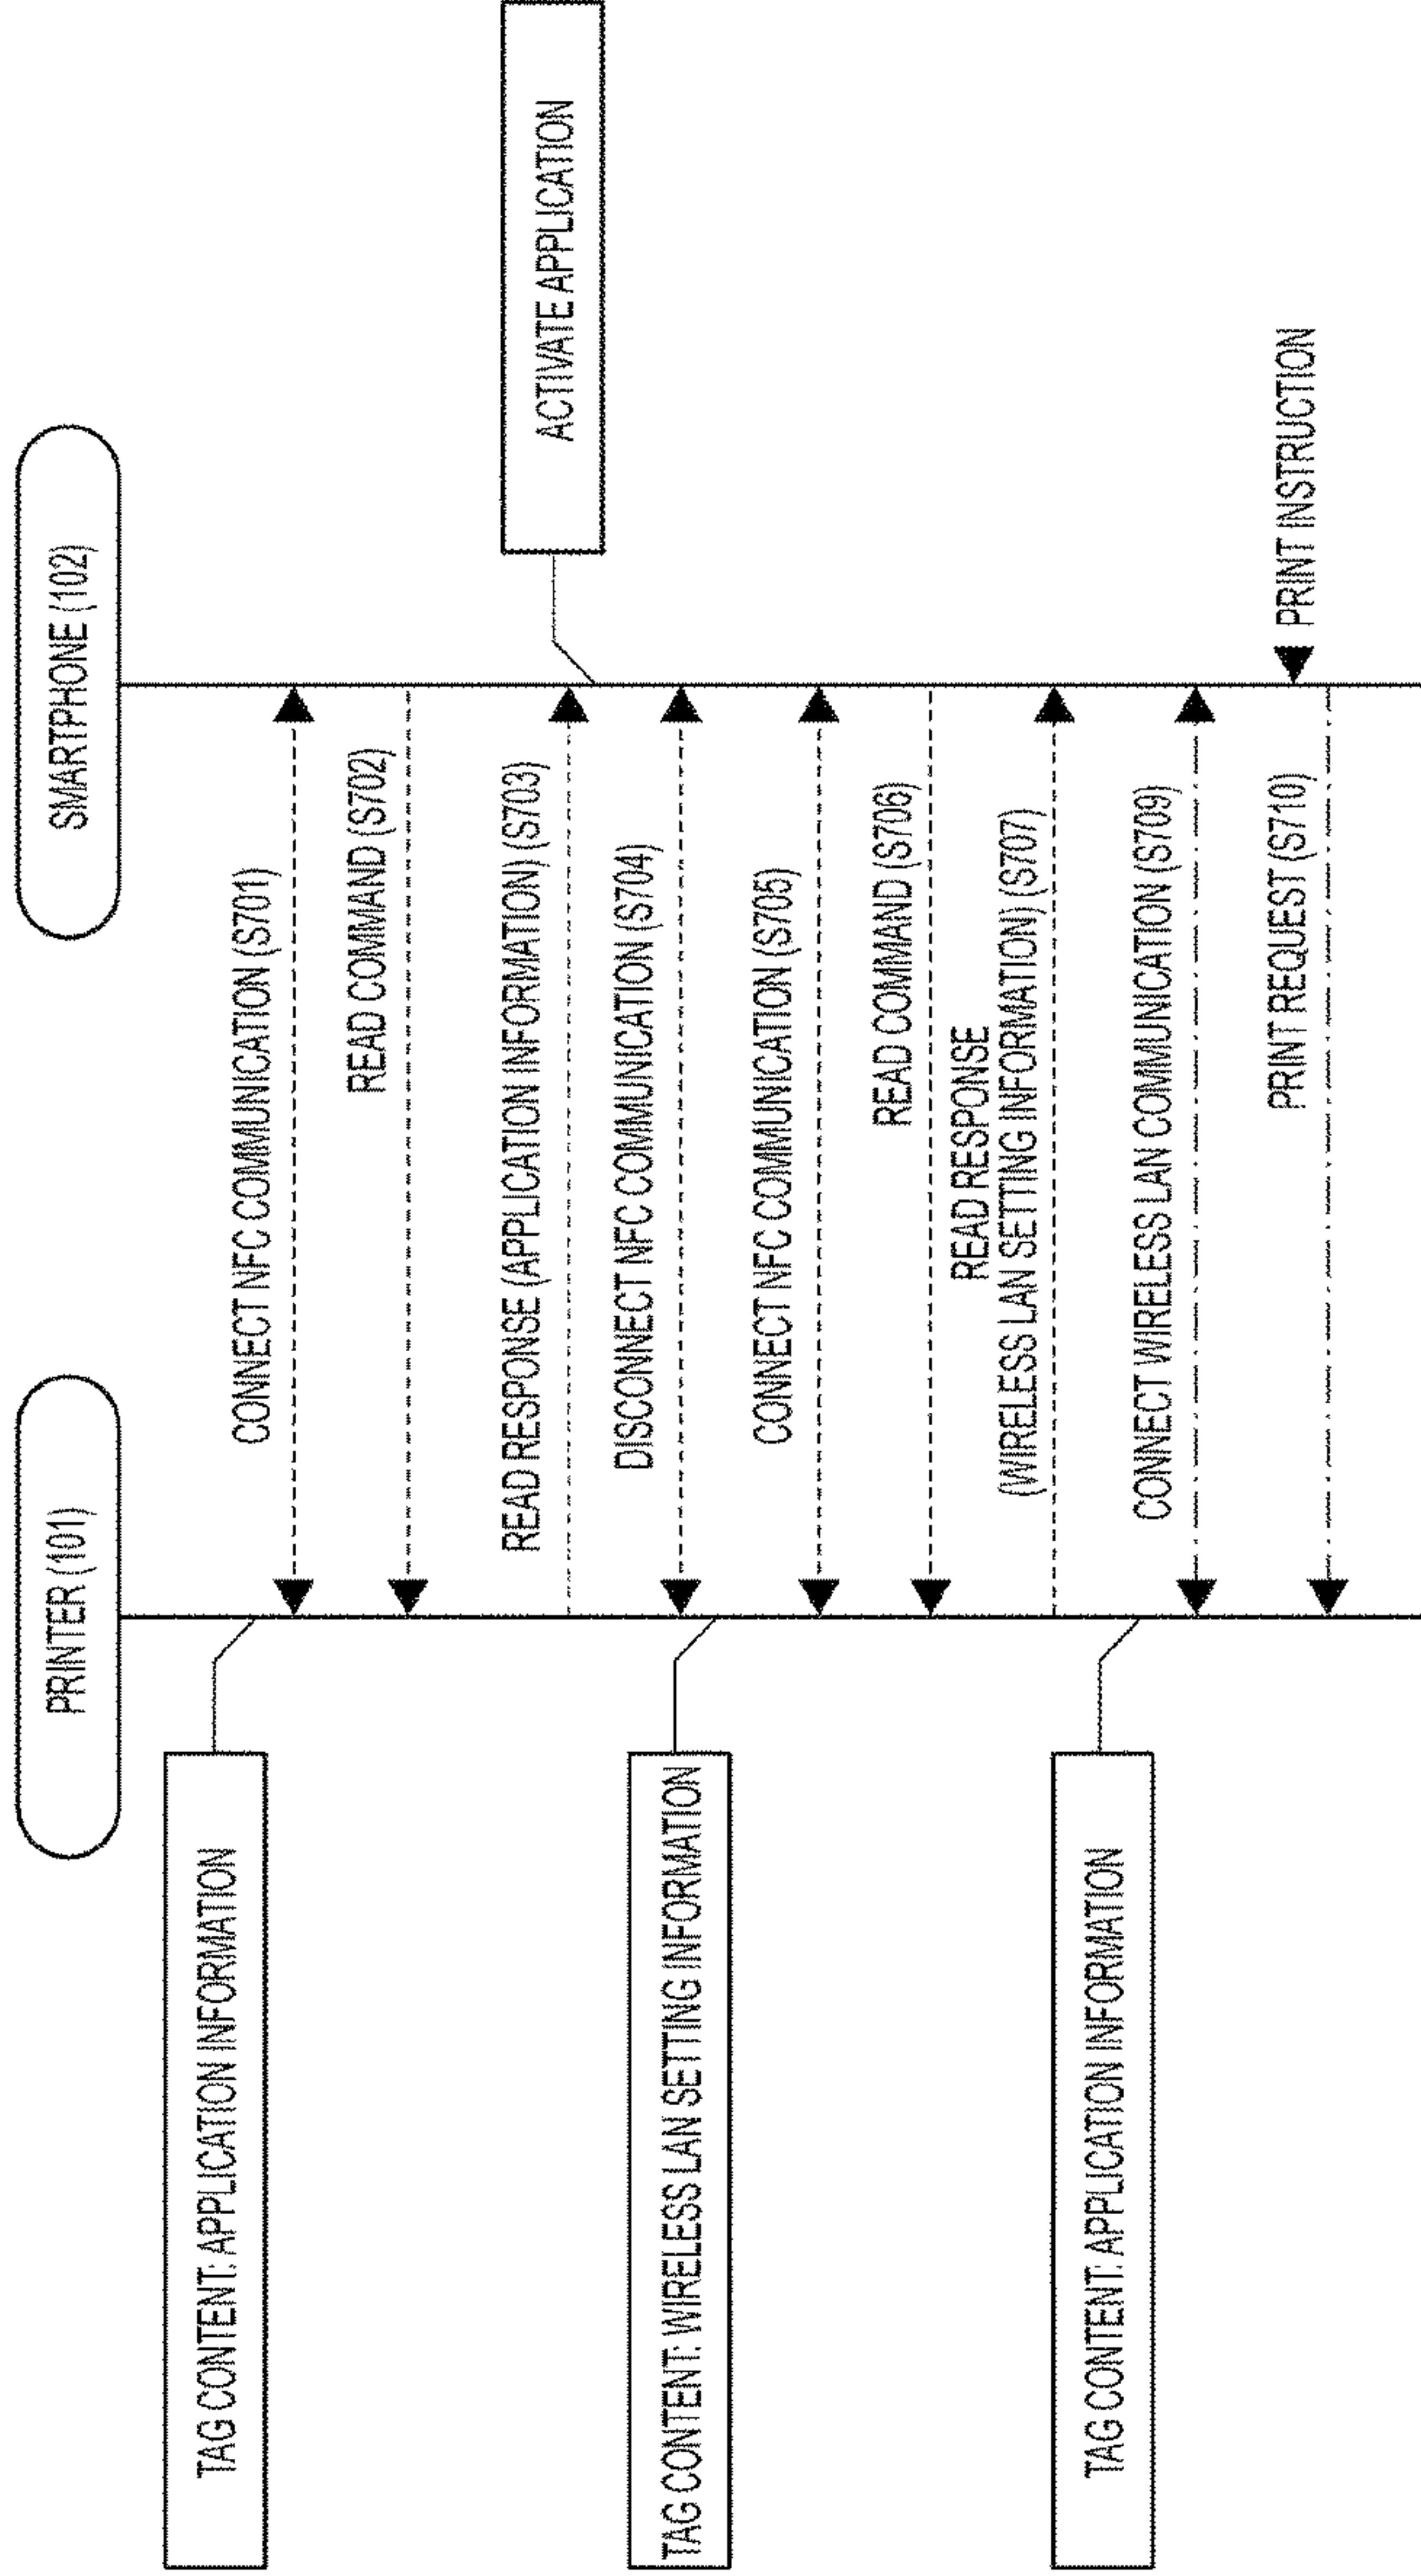 PRINTER (101)
SMARTPHONE (102)
TAG CONTENT: APPLICATION INFORMATION
CONNECT NFC COMMUNICATION (S701)
READ COMMAND (S702)
READ RESPONSE (APPLICATION INFORMATION) (S703)
ACTIVATE APPLICATION
DISCONNECT NFC COMMUNICATION (S704)
TAG CONTENT: WIRELESS LAN SETTING INFORMATION
CONNECT NFC COMMUNICATION (S705)
READ COMMAND (S706)
READ RESPONSE
(WIRELESS LAN SETTING INFORMATION) (S707)
TAG CONTENT: APPLICATION INFORMATION
CONNECT WIRELESS LAN COMMUNICATION (S709)
PRINT INSTRUCTION
PRINT REQUEST (S710)